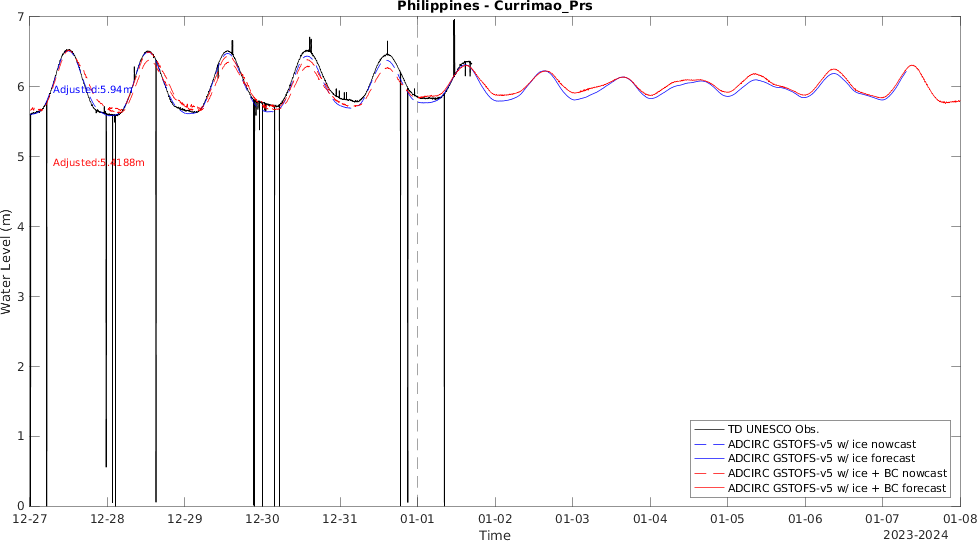 Philippines - Currimao_Prs
7
6
5
4
3
2
1
0
Water Level (m)
Adjusted:5.94m
Adjusted:5.4188m
TD UNESCO Obs.
ADCIRC GSTOFS-v5 w/ ice nowcast
ADCIRC GSTOFS-v5 w/ ice forecast
ADCIRC GSTOFS-v5 w/ ice + BC nowcast
ADCIRC GSTOFS-v5 w/ ice + BC forecast
12-27 12-28 12-29 12-30 12-31 01-01 01-02 01-03 01-04 01-05 01-06 01-07 01-08
Time
2023-2024